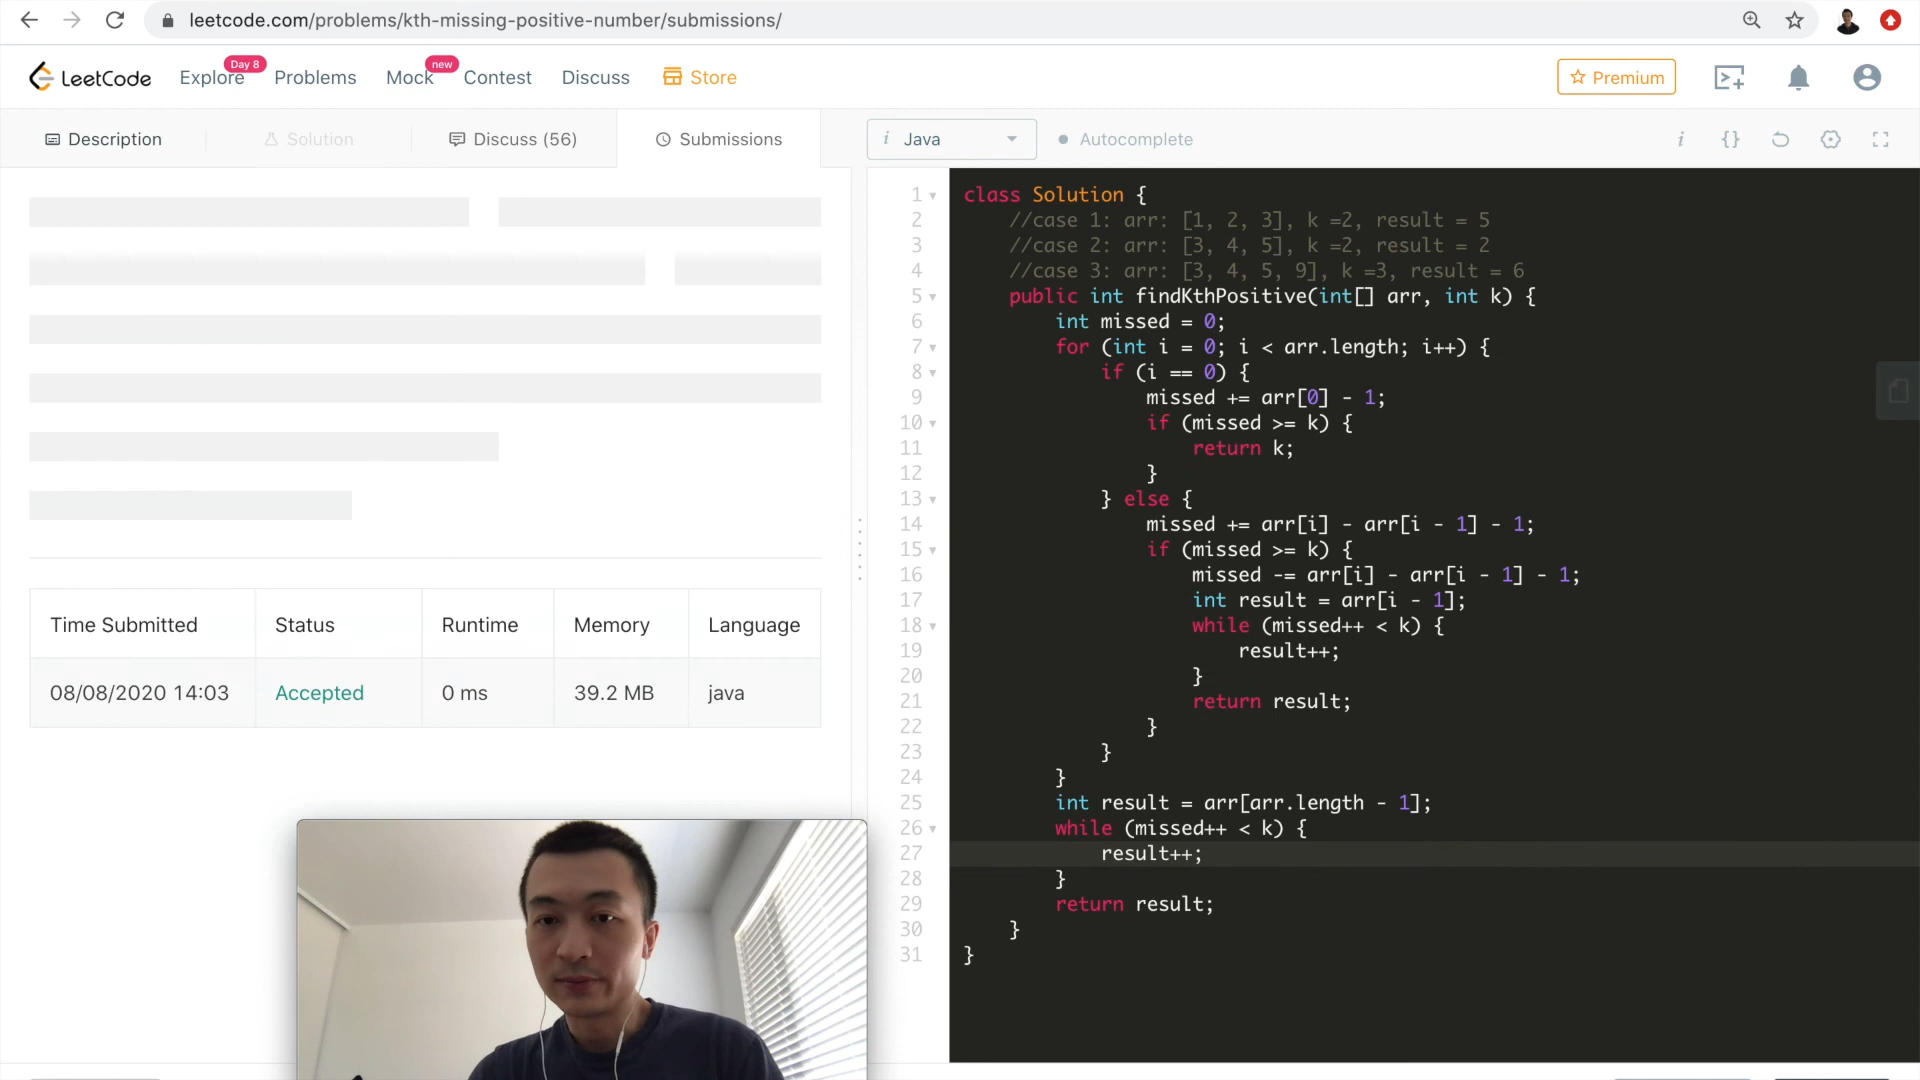 leetcode.com/problems/kth-missing-positive-number/submissions/
LeetCode
Explore
Day 8
Problems
Mock
new
Contest
Discuss
Store
Premium
Description
Solution
Discuss (56)
Submissions
i Java
Autocomplete
Time Submitted Status Runtime Memory Language
08/08/2020 14:03 Accepted 0 ms 39.2 MB java
1 class Solution {
2 //case 1: arr: [1, 2, 3], k =2, result = 5
3 //case 2: arr: [3, 4, 5], k =2, result = 2
4 //case 3: arr: [3, 4, 5, 9], k =3, result = 6
5 public int findKthPositive(int[] arr, int k) {
6 int missed = 0;
7 for (int i = 0; i < arr.length; i++) {
8 if (i == 0) {
9 missed += arr[0] - 1;
10 if (missed >= k) {
11 return k;
12 }
13 } else {
14 missed += arr[i] - arr[i - 1] - 1;
15 if (missed >= k) {
16 missed -= arr[i] - arr[i - 1] - 1;
17 int result = arr[i - 1];
18 while (missed++ < k) {
19 result++;
20 }
21 return result;
22 }
23 }
24 }
25 int result = arr[arr.length - 1];
26 while (missed++ < k) {
27 result++;
28 }
29 return result;
30 }
31 }